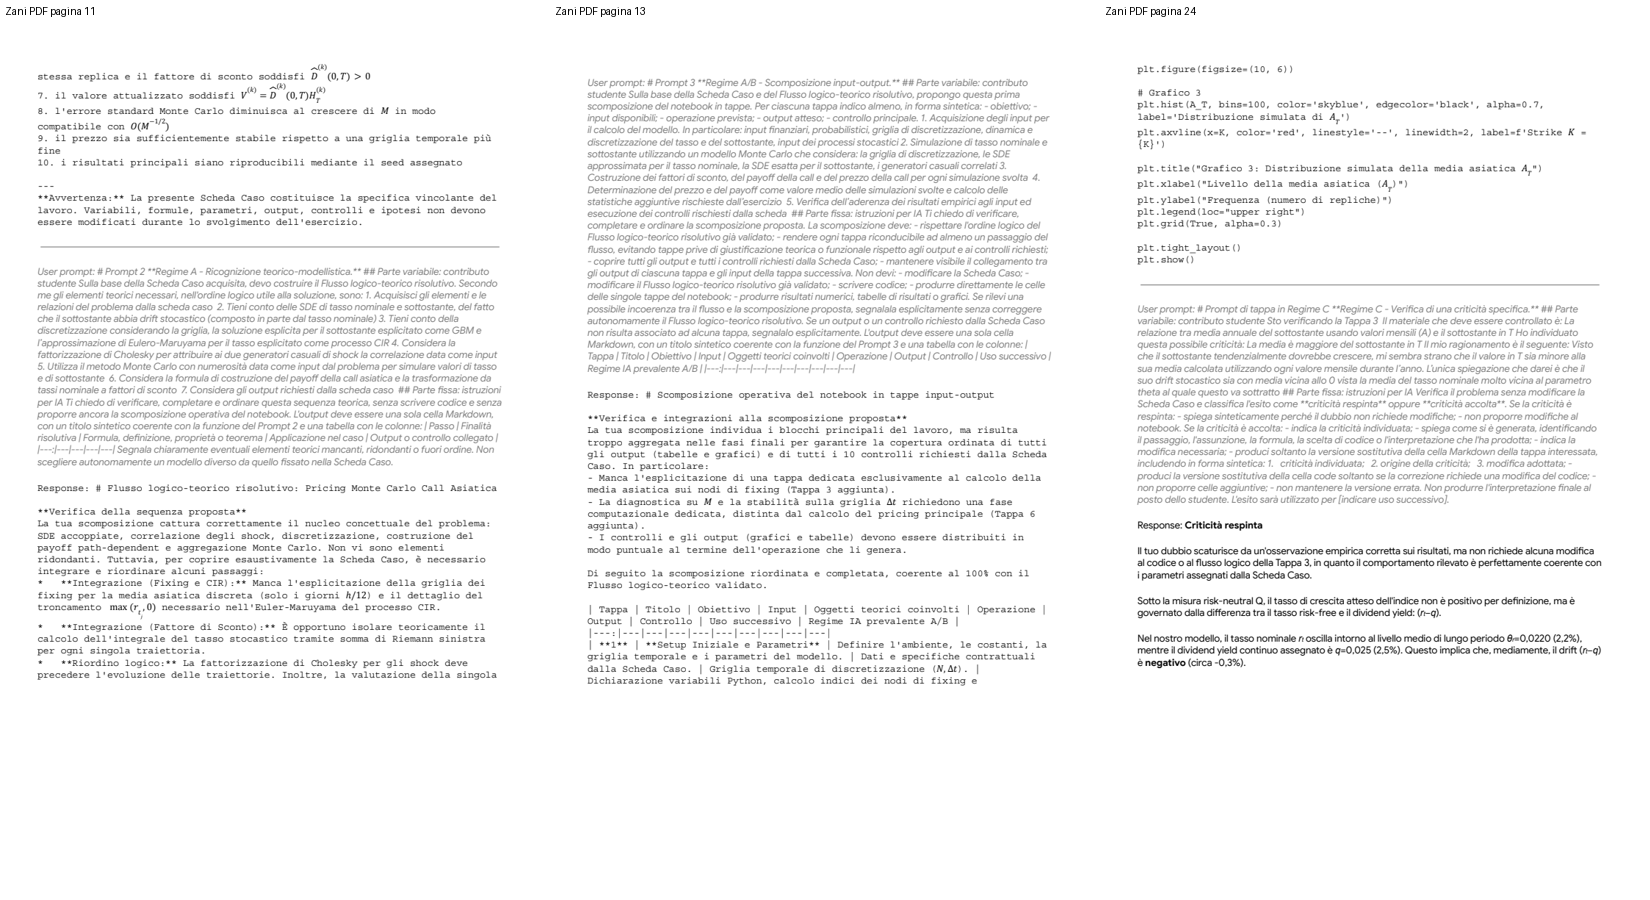 Zani PDF pagina 11
stessa replica e il fattore di sconto soddisfi D̂^(k)(0,T) > 0
7. il valore attualizzato soddisfi V^(k) = D̂^(k)(0,T)H_T^(k)
8. l'errore standard Monte Carlo diminuisca al crescere di M in modo
compatibile con O(M^−1/2)
9. il prezzo sia sufficientemente stabile rispetto a una griglia temporale più
fine
10. i risultati principali siano riproducibili mediante il seed assegnato
---
**Avvertenza:** La presente Scheda Caso costituisce la specifica vincolante del
lavoro. Variabili, formule, parametri, output, controlli e ipotesi non devono
essere modificati durante lo svolgimento dell'esercizio.
User prompt: # Prompt 2 **Regime A - Ricognizione teorico-modellistica.** ## Parte variabile: contributo
studente Sulla base della Scheda Caso acquisita, devo costruire il Flusso logico-teorico risolutivo. Secondo
me gli elementi teorici necessari, nell'ordine logico utile alla soluzione, sono: 1. Acquisisci gli elementi e le
relazioni del problema dalla scheda caso 2. Tieni conto delle SDE di tasso nominale e sottostante, del fatto
che il sottostante abbia drift stocastico (composto in parte dal tasso nominale) 3. Tieni conto della
discretizzazione considerando la griglia, la soluzione esplicita per il sottostante esplicitato come GBM e
l'approssimazione di Eulero-Maruyama per il tasso esplicitato come processo CIR 4. Considera la
fattorizzazione di Cholesky per attribuire ai due generatori casuali di shock la correlazione data come input
5. Utilizza il metodo Monte Carlo con numerosità data come input dal problema per simulare valori di tasso
e di sottostante 6. Considera la formula di costruzione del payoff della call asiatica e la trasformazione da
tassi nominale a fattori di sconto 7. Considera gli output richiesti dalla scheda caso ## Parte fissa: istruzioni
per IA Ti chiedo di verificare, completare e ordinare questa sequenza teorica, senza scrivere codice e senza
proporre ancora la scomposizione operativa del notebook. L'output deve essere una sola cella Markdown,
con un titolo sintetico coerente con la funzione del Prompt 2 e una tabella con le colonne: | Passo | Finalità
risolutiva | Formula, definizione, proprietà o teorema | Applicazione nel caso | Output o controllo collegato |
|---:|---|---|---|---| Segnala chiaramente eventuali elementi teorici mancanti, ridondanti o fuori ordine. Non
scegliere autonomamente un modello diverso da quello fissato nella Scheda Caso.
Response: # Flusso logico-teorico risolutivo: Pricing Monte Carlo Call Asiatica
**Verifica della sequenza proposta**
La tua scomposizione cattura correttamente il nucleo concettuale del problema:
SDE accoppiate, correlazione degli shock, discretizzazione, costruzione del
payoff path-dependent e aggregazione Monte Carlo. Non vi sono elementi
ridondanti. Tuttavia, per coprire esaustivamente la Scheda Caso, è necessario
integrare e riordinare alcuni passaggi:
* **Integrazione (Fixing e CIR):** Manca l'esplicitazione della griglia dei
fixing per la media asiatica discreta (solo i giorni h/12) e il dettaglio del
troncamento max(r_t_i,0) necessario nell'Euler-Maruyama del processo CIR.
* **Integrazione (Fattore di Sconto):** È opportuno isolare teoricamente il
calcolo dell'integrale del tasso stocastico tramite somma di Riemann sinistra
per ogni singola traiettoria.
* **Riordino logico:** La fattorizzazione di Cholesky per gli shock deve
precedere l'evoluzione delle traiettorie. Inoltre, la valutazione della singola
Zani PDF pagina 13
User prompt: # Prompt 3 **Regime A/B - Scomposizione input-output.** ## Parte variabile: contributo
studente Sulla base della Scheda Caso e del Flusso logico-teorico risolutivo, propongo questa prima
scomposizione del notebook in tappe. Per ciascuna tappa indico almeno, in forma sintetica: - obiettivo; -
input disponibili; - operazione prevista; - output atteso; - controllo principale. 1. Acquisizione degli input per
il calcolo del modello. In particolare: input finanziari, probabilistici, griglia di discretizzazione, dinamica e
discretizzazione del tasso e del sottostante, input dei processi stocastici 2. Simulazione di tasso nominale e
sottostante utilizzando un modello Monte Carlo che considera: la griglia di discretizzazione, le SDE
approssimata per il tasso nominale, la SDE esatta per il sottostante, i generatori casuali correlati 3.
Costruzione dei fattori di sconto, del payoff della call e del prezzo della call per ogni simulazione svolta 4.
Determinazione del prezzo e del payoff come valore medio delle simulazioni svolte e calcolo delle
statistiche aggiuntive rischieste dall'esercizio 5. Verifica dell'aderenza dei risultati empirici agli input ed
esecuzione dei controlli rischiesti dalla scheda ## Parte fissa: istruzioni per IA Ti chiedo di verificare,
completare e ordinare la scomposizione proposta. La scomposizione deve: - rispettare l'ordine logico del
Flusso logico-teorico risolutivo già validato; - rendere ogni tappa riconducibile ad almeno un passaggio del
flusso, evitando tappe prive di giustificazione teorica o funzionale rispetto agli output e ai controlli richiesti;
- coprire tutti gli output e tutti i controlli richiesti dalla Scheda Caso; - mantenere visibile il collegamento tra
gli output di ciascuna tappa e gli input della tappa successiva. Non devi: - modificare la Scheda Caso; -
modificare il Flusso logico-teorico risolutivo già validato; - scrivere codice; - produrre direttamente le celle
delle singole tappe del notebook; - produrre risultati numerici, tabelle di risultati o grafici. Se rilevi una
possibile incoerenza tra il flusso e la scomposizione proposta, segnalala esplicitamente senza correggere
autonomamente il Flusso logico-teorico risolutivo. Se un output o un controllo richiesto dalla Scheda Caso
non risulta associato ad alcuna tappa, segnalalo esplicitamente. L'output deve essere una sola cella
Markdown, con un titolo sintetico coerente con la funzione del Prompt 3 e una tabella con le colonne: |
Tappa | Titolo | Obiettivo | Input | Oggetti teorici coinvolti | Operazione | Output | Controllo | Uso successivo |
Regime IA prevalente A/B | |---:|---|---|---|---|---|---|---|---|---|
Response: # Scomposizione operativa del notebook in tappe input-output
**Verifica e integrazioni alla scomposizione proposta**
La tua scomposizione individua i blocchi principali del lavoro, ma risulta
troppo aggregata nelle fasi finali per garantire la copertura ordinata di tutti
gli output (tabelle e grafici) e di tutti i 10 controlli richiesti dalla Scheda
Caso. In particolare:
- Manca l'esplicitazione di una tappa dedicata esclusivamente al calcolo della
media asiatica sui nodi di fixing (Tappa 3 aggiunta).
- La diagnostica su M e la stabilità sulla griglia Δt richiedono una fase
computazionale dedicata, distinta dal calcolo del pricing principale (Tappa 6
aggiunta).
- I controlli e gli output (grafici e tabelle) devono essere distribuiti in
modo puntuale al termine dell'operazione che li genera.
Di seguito la scomposizione riordinata e completata, coerente al 100% con il
Flusso logico-teorico validato.
| Tappa | Titolo | Obiettivo | Input | Oggetti teorici coinvolti | Operazione |
Output | Controllo | Uso successivo | Regime IA prevalente A/B |
|---:|---|---|---|---|---|---|---|---|---|
| **1** | **Setup Iniziale e Parametri** | Definire l'ambiente, le costanti, la
griglia temporale e i parametri del modello. | Dati e specifiche contrattuali
dalla Scheda Caso. | Griglia temporale di discretizzazione (N,Δt). |
Dichiarazione variabili Python, calcolo indici dei nodi di fixing e
Zani PDF pagina 24
plt.figure(figsize=(10, 6))
# Grafico 3
plt.hist(A_T, bins=100, color='skyblue', edgecolor='black', alpha=0.7,
label='Distribuzione simulata di A_T')
plt.axvline(x=K, color='red', linestyle='--', linewidth=2, label=f'Strike K =
{K}')
plt.title("Grafico 3: Distribuzione simulata della media asiatica A_T")
plt.xlabel("Livello della media asiatica (A_T)")
plt.ylabel("Frequenza (numero di repliche)")
plt.legend(loc="upper right")
plt.grid(True, alpha=0.3)
plt.tight_layout()
plt.show()
User prompt: # Prompt di tappa in Regime C **Regime C - Verifica di una criticità specifica.** ## Parte
variabile: contributo studente Sto verificando la Tappa 3 Il materiale che deve essere controllato è: La
relazione tra media annuale del sottostante usando valori mensili (A) e il sottostante in T Ho individuato
questa possibile criticità: La media è maggiore del sottostante in T Il mio ragionamento è il seguente: Visto
che il sottostante tendenzialmente dovrebbe crescere, mi sembra strano che il valore in T sia minore alla
sua media calcolata utilizzando ogni valore mensile durante l'anno. L'unica spiegazione che darei è che il
suo drift stocastico sia con media vicina allo 0 vista la media del tasso nominale molto vicina al parametro
theta al quale questo va sottratto ## Parte fissa: istruzioni per IA Verifica il problema senza modificare la
Scheda Caso e classifica l'esito come **criticità respinta** oppure **criticità accolta**. Se la criticità è
respinta; - spiega sinteticamente perché il dubbio non richiede modifiche; - non proporre modifiche al
notebook. Se la criticità è accolta: - indica la criticità individuata; - spiega come si è generata, identificando
il passaggio, l'assunzione, la formula, la scelta di codice o l'interpretazione che l'ha prodotta; - indica la
modifica necessaria; - produci soltanto la versione sostitutiva della cella Markdown della tappa interessata,
includendo in forma sintetica: 1. criticità individuata; 2. origine della criticità; 3. modifica adottata; -
produci la versione sostitutiva della cella code soltanto se la correzione richiede una modifica del codice; -
non proporre celle aggiuntive; - non mantenere la versione errata. Non produrre l'interpretazione finale al
posto dello studente. L'esito sarà utilizzato per [indicare uso successivo].
Response: Criticità respinta
Il tuo dubbio scaturisce da un'osservazione empirica corretta sui risultati, ma non richiede alcuna modifica
al codice o al flusso logico della Tappa 3, in quanto il comportamento rilevato è perfettamente coerente con
i parametri assegnati dalla Scheda Caso.
Sotto la misura risk-neutral Q, il tasso di crescita atteso dell'indice non è positivo per definizione, ma è
governato dalla differenza tra il tasso risk-free e il dividend yield: (rt−q).
Nel nostro modello, il tasso nominale rt oscilla intorno al livello medio di lungo periodo θr=0,0220 (2,2%),
mentre il dividend yield continuo assegnato è q=0,025 (2,5%). Questo implica che, mediamente, il drift (rt−q)
è negativo (circa -0,3%).